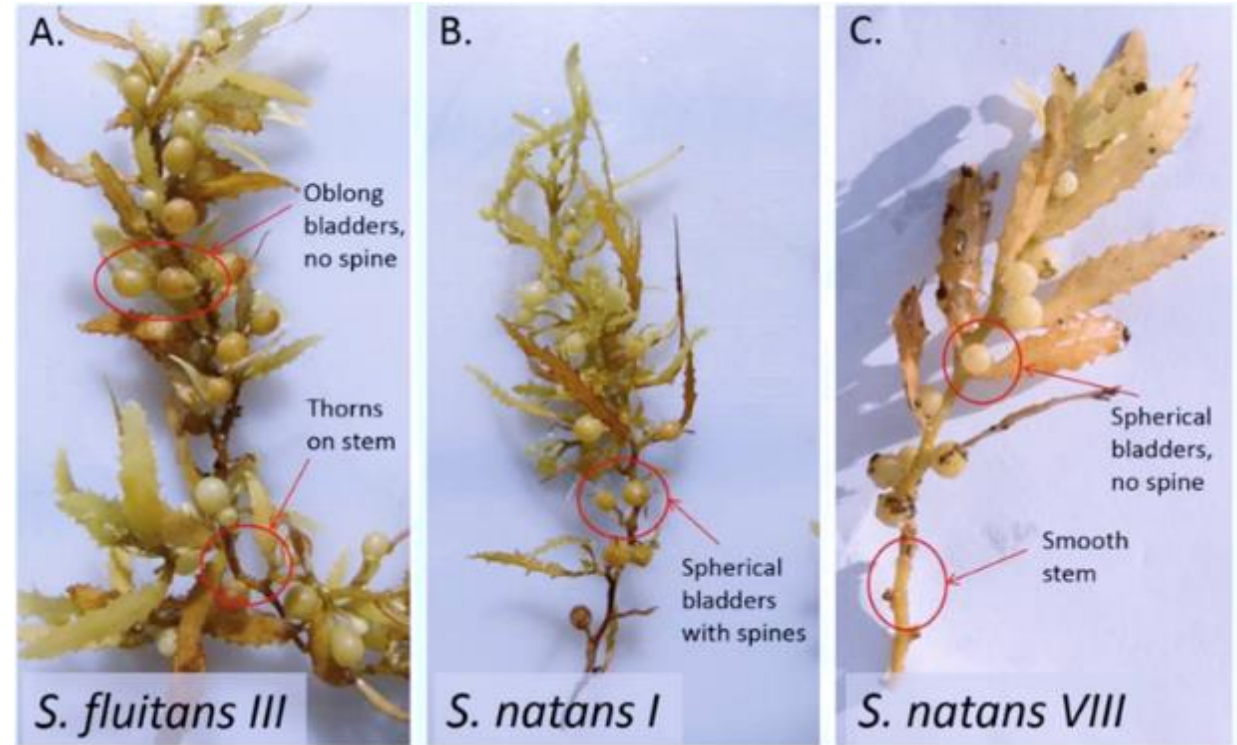 A.
Oblong
bladders,
no spine
Thorns
on stem
S. fluitans III
B.
Spherical
bladders
with spines
S. natans I
C.
Spherical
bladders,
no spine
Smooth
stem
S. natans VIII